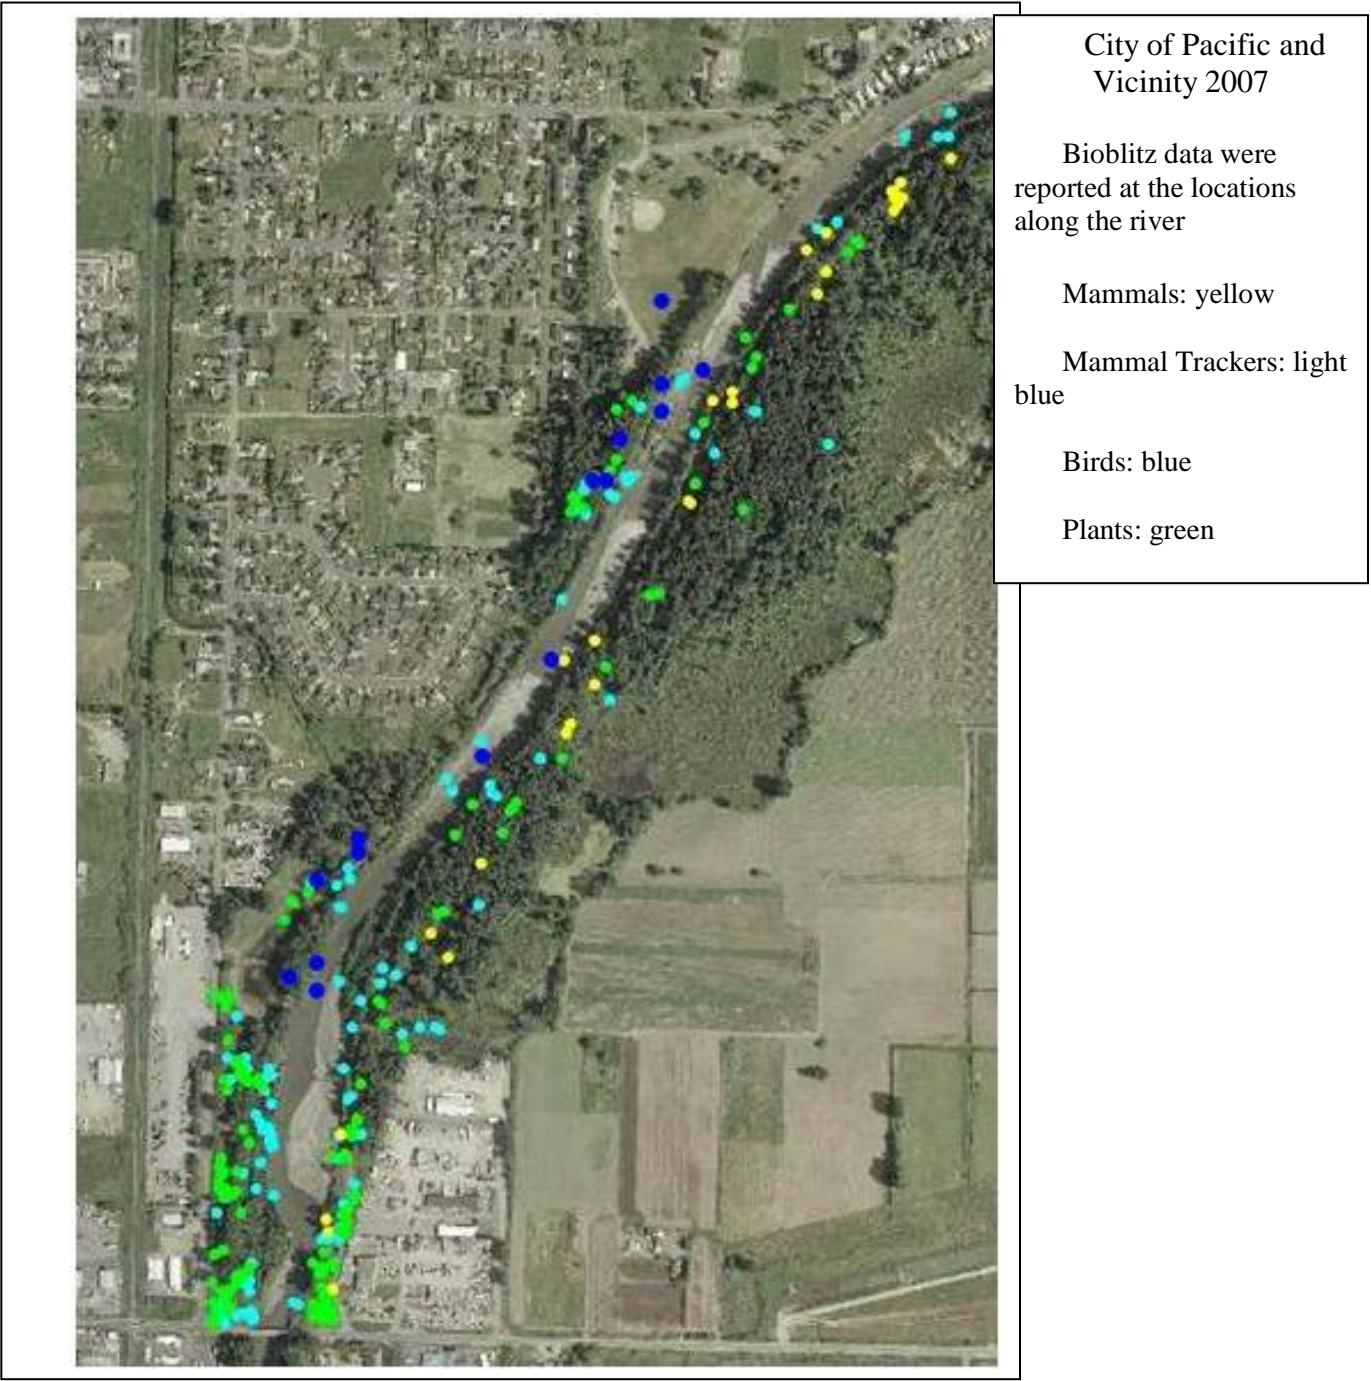 City of Pacific and
Vicinity 2007
Bioblitz data were
reported at the locations
along the river
Mammals: yellow
Mammal Trackers: light
blue
Birds: blue
Plants: green